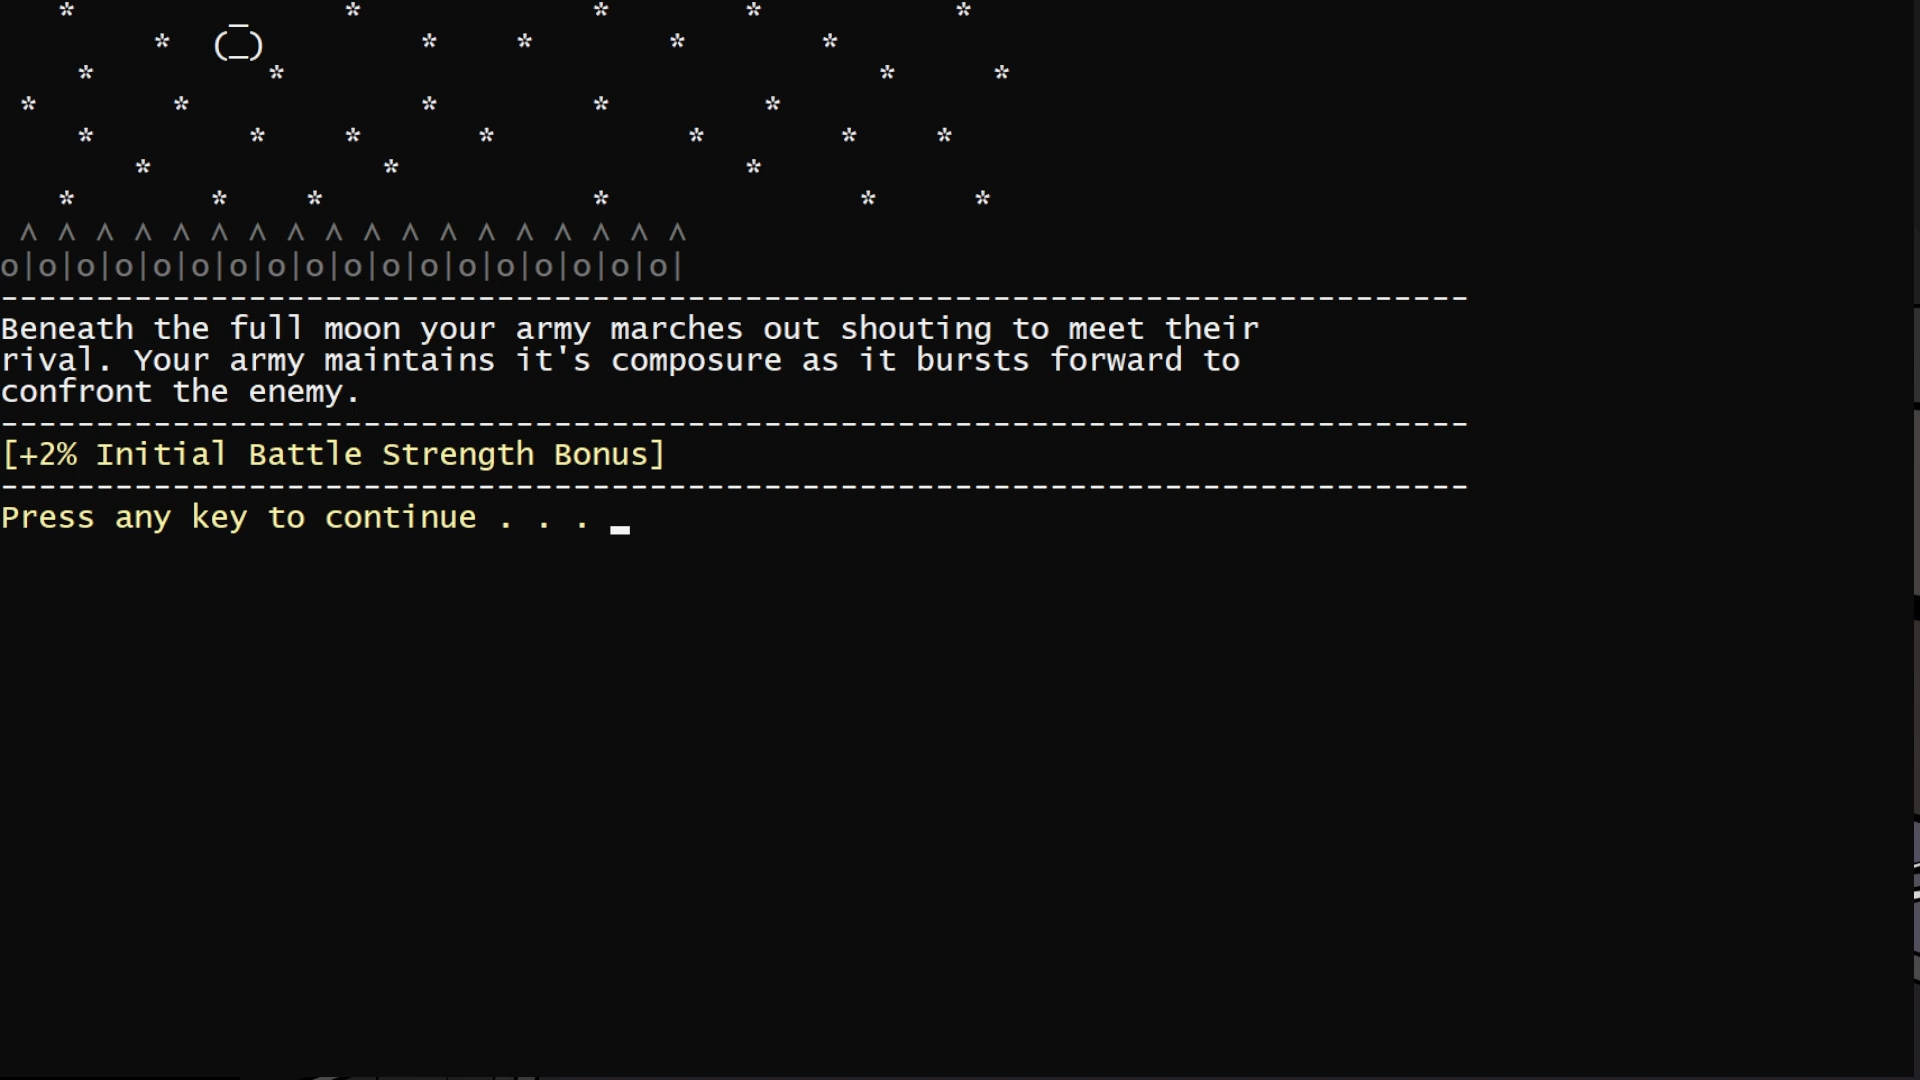 Beneath the full moon your army marches out shouting to meet their
rival. Your army maintains it's composure as it bursts forward to
confront the enemy.
[+2% Initial Battle Strength Bonus]
Press any key to continue . . .